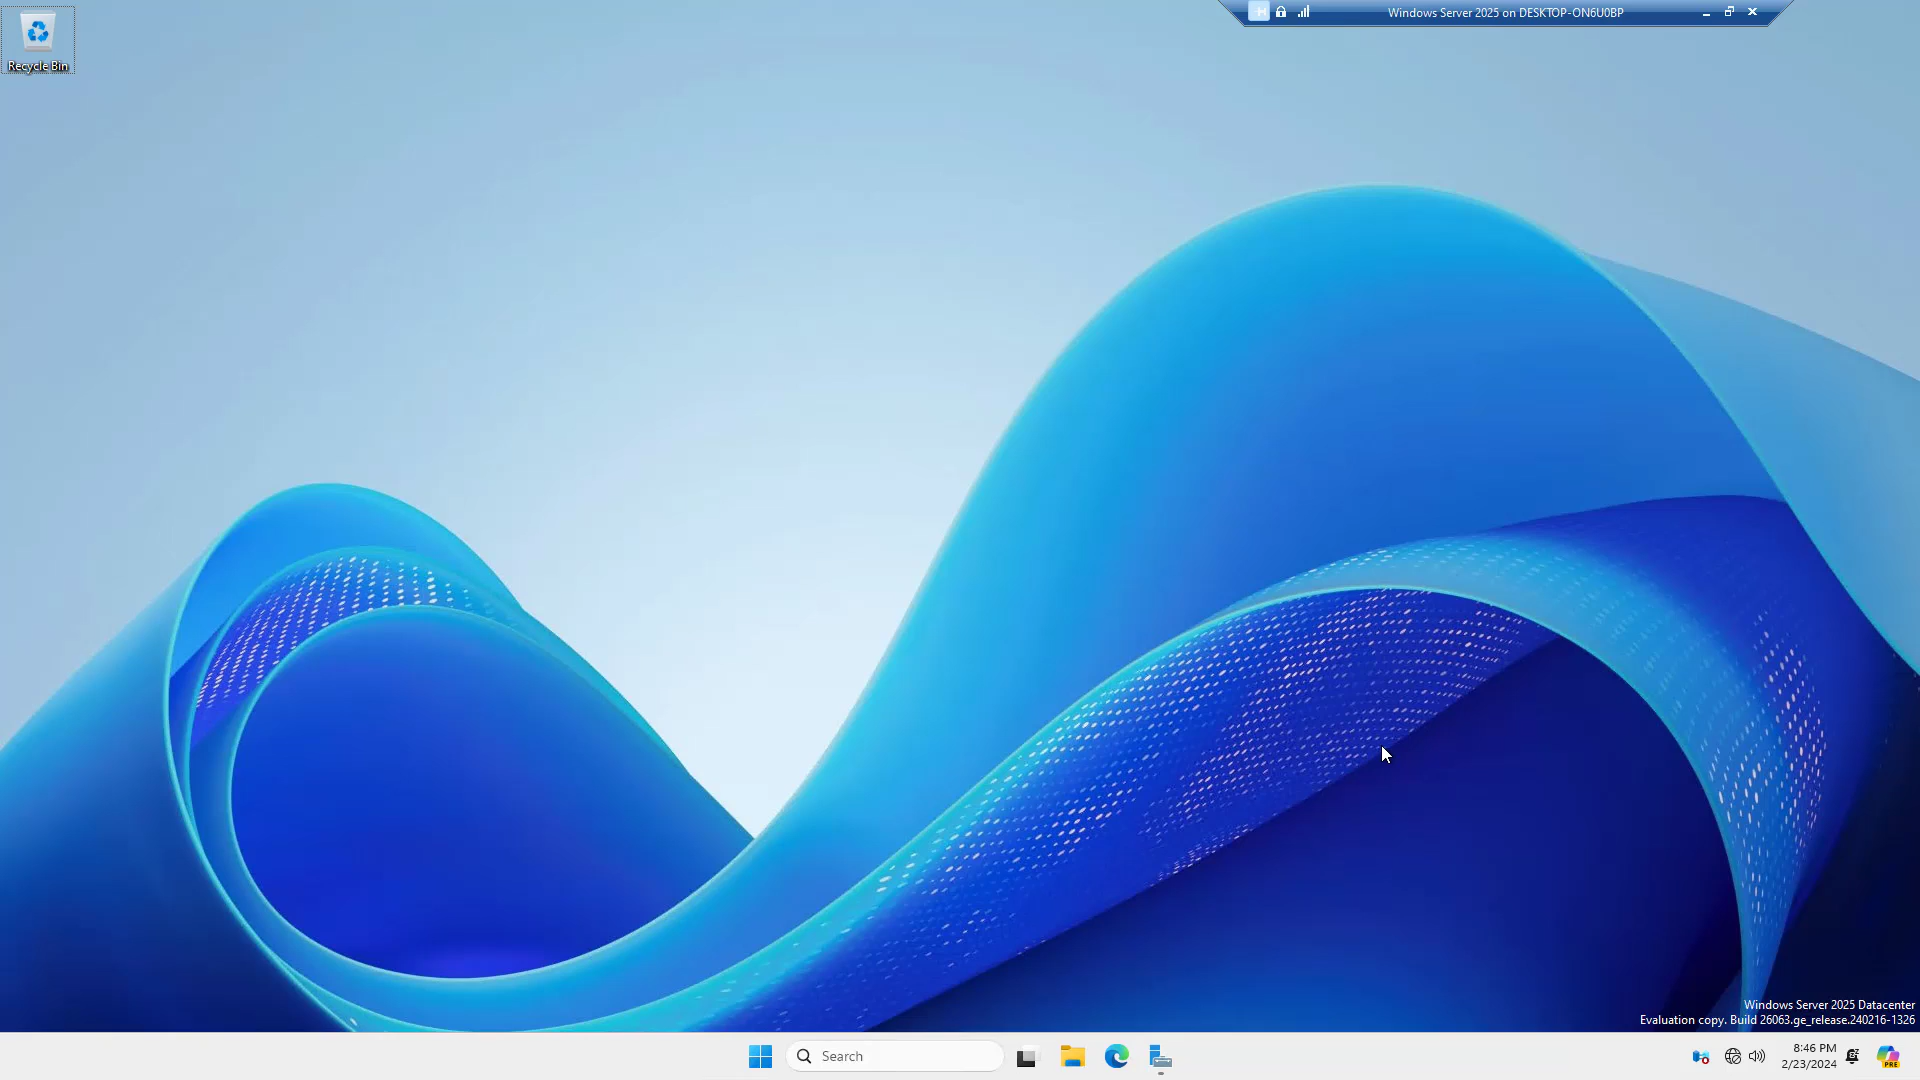 Windows Server 2025 on DESKTOP-ON6U0BP
Recycle Bin
Windows Server 2025 Datacenter
Evaluation copy. Build 26063.ge_release.240216-1326
Search
8:46 PM
2/23/2024
PRE